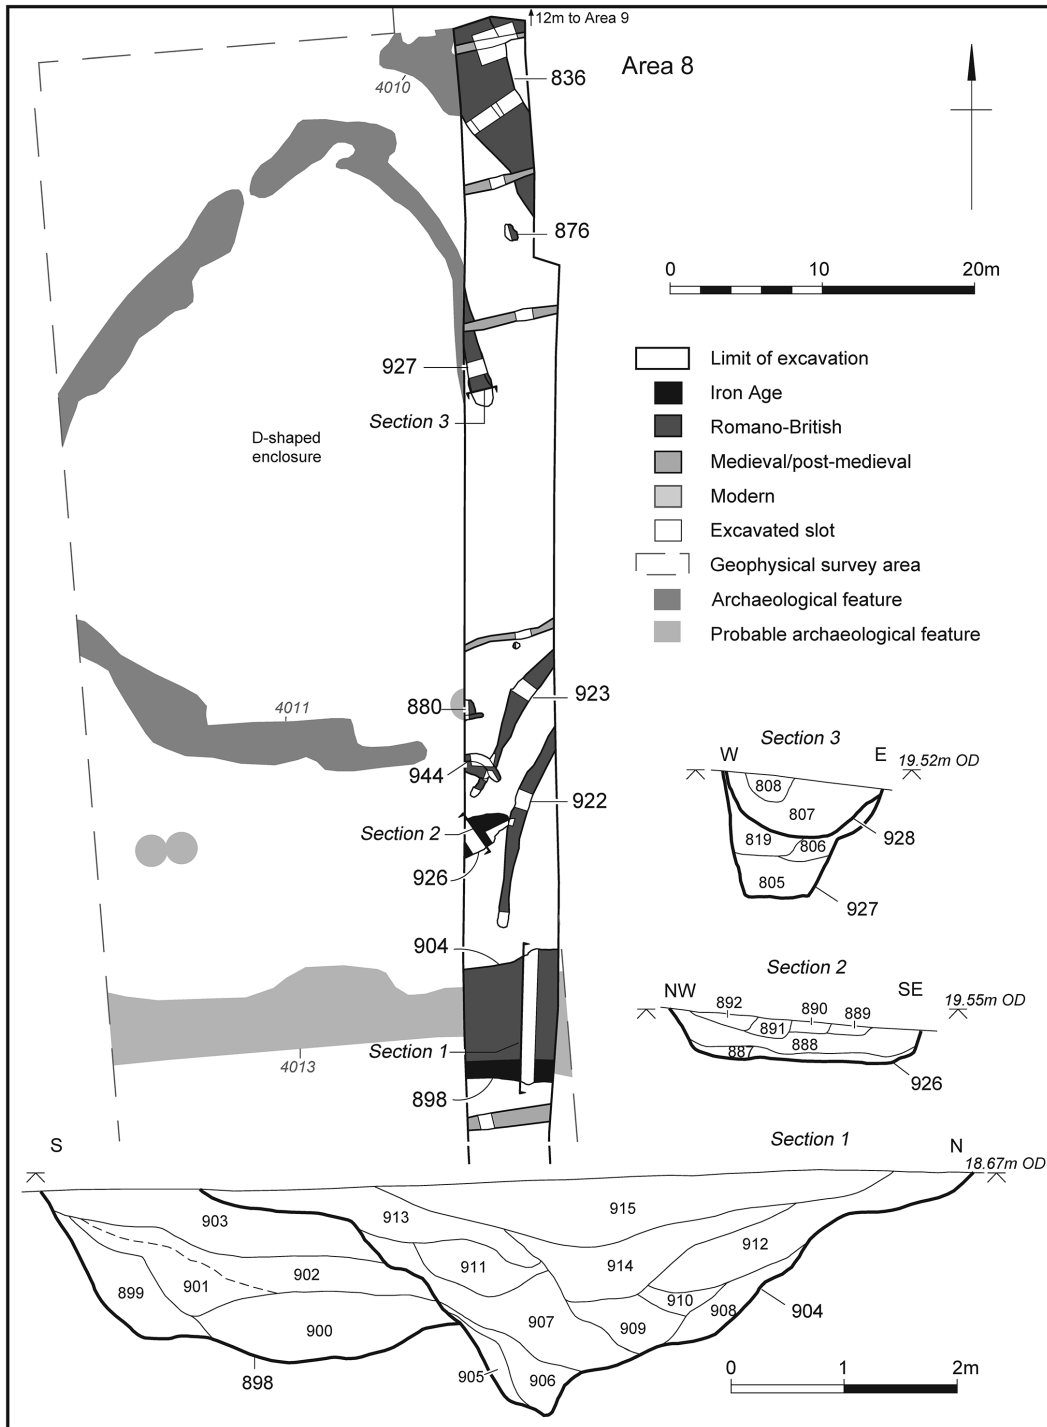 12m to Area 9
Area 8
836
4010
876
0 10 20m
927
Section 3
D-shaped
enclosure
Limit of excavation
Iron Age
Romano-British
Medieval/post-medieval
Modern
Excavated slot
Geophysical survey area
Archaeological feature
Probable archaeological feature
923
880
4011
944
922
Section 2
926
904
Section 1
4013
898
Section 3
W E 19.52m OD
808
807
819 806
928
805
927
Section 2
NW SE 19.55m OD
892 890 889
891
887 888
926
Section 1
S N
18.67m OD
903 913 915
912
911 914
902
901
899 910
908 904
907
900 909
905 906
898
0 1 2m